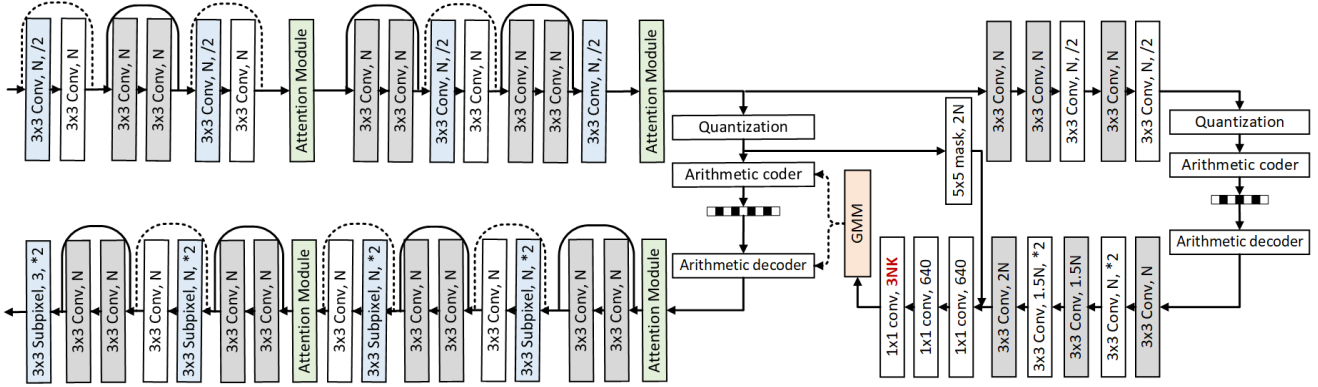 3x3 Conv, N, /2
3x3 Conv, N
3x3 Conv, N
3x3 Conv, N
3x3 Conv, N, /2
3x3 Conv, N
Attention Module
3x3 Conv, N
3x3 Conv, N
3x3 Conv, N, /2
3x3 Conv, N
3x3 Conv, N
3x3 Conv, N
3x3 Conv, N, /2
Attention Module
Quantization
Arithmetic coder
Arithmetic decoder
GMM
5x5 mask, 2N
3x3 Conv, N
3x3 Conv, N
3x3 Conv, N, /2
3x3 Conv, N
3x3 Conv, N, /2
Quantization
Arithmetic coder
Arithmetic decoder
3x3 Subpixel, 3, *2
3x3 Conv, N
3x3 Conv, N
3x3 Conv, N
3x3 Subpixel, N, *2
3x3 Conv, N
3x3 Conv, N
Attention Module
3x3 Conv, N
3x3 Subpixel, N, *2
3x3 Conv, N
3x3 Conv, N
3x3 Conv, N
3x3 Subpixel, N, *2
3x3 Conv, N
3x3 Conv, N
Attention Module
1x1 conv, 3NK
1x1 conv, 640
1x1 conv, 640
3x3 Conv, 2N
3x3 Conv, 1.5N, *2
3x3 Conv, 1.5N
3x3 Conv, N, *2
3x3 Conv, N